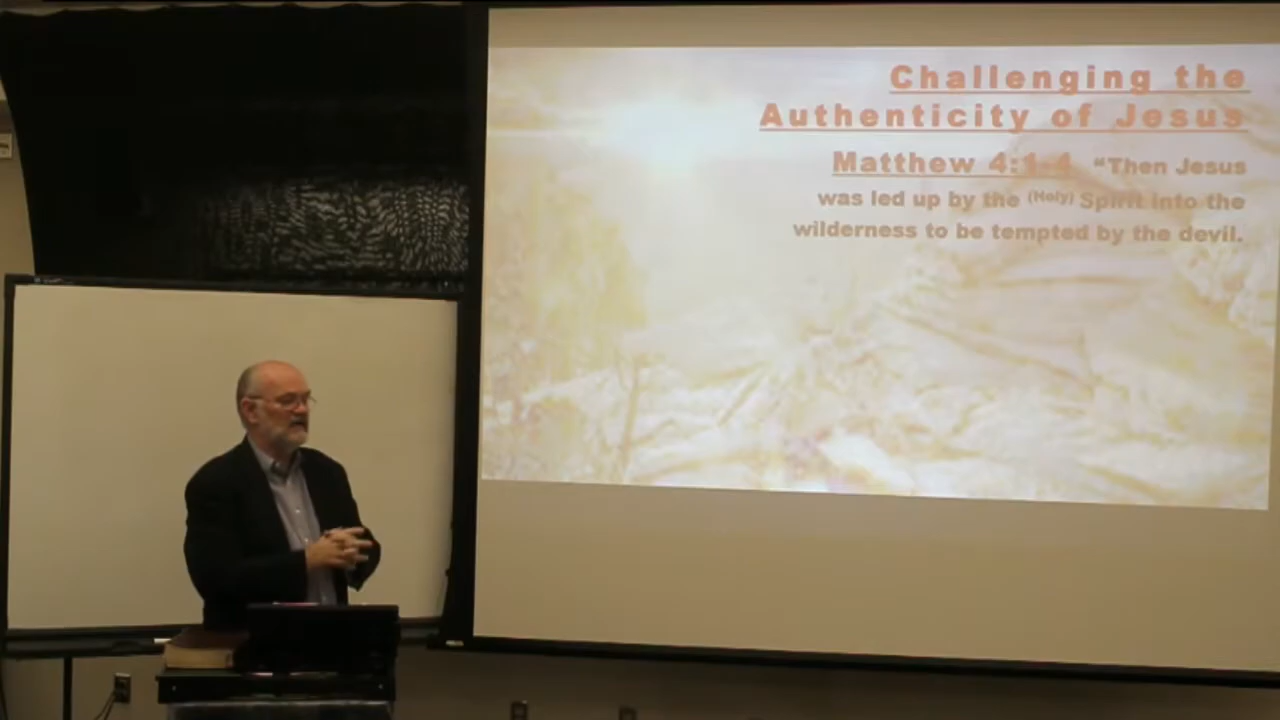 Challenging the
Authenticity of Jesus
Matthew 4:1-4 “Then Jesus
was led up by the (Holy) Spirit into the
wilderness to be tempted by the devil.